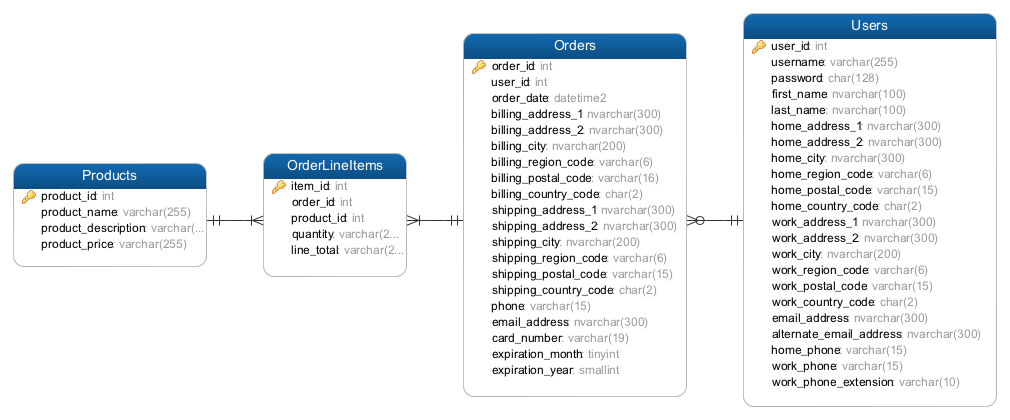 Products
product_id: int
product_name: varchar(255)
product_description: varchar(...
product_price: varchar(255)
OrderLineItems
item_id: int
order_id: int
product_id: int
quantity: varchar(2...
line_total: varchar(2...
Orders
order_id: int
user_id: int
order_date: datetime2
billing_address_1: nvarchar(300)
billing_address_2: nvarchar(300)
billing_city: nvarchar(200)
billing_region_code: varchar(6)
billing_postal_code: varchar(16)
billing_country_code: char(2)
shipping_address_1: nvarchar(300)
shipping_address_2: nvarchar(300)
shipping_city: nvarchar(200)
shipping_region_code: varchar(6)
shipping_postal_code: varchar(15)
shipping_country_code: char(2)
phone: varchar(15)
email_address: nvarchar(300)
card_number: varchar(19)
expiration_month: tinyint
expiration_year: smallint
Users
user_id: int
username: varchar(255)
password: char(128)
first_name: nvarchar(100)
last_name: nvarchar(100)
home_address_1: nvarchar(300)
home_address_2: nvarchar(300)
home_city: nvarchar(300)
home_region_code: varchar(6)
home_postal_code: varchar(15)
home_country_code: char(2)
work_address_1: nvarchar(300)
work_address_2: nvarchar(300)
work_city: nvarchar(200)
work_region_code: varchar(6)
work_postal_code: varchar(15)
work_country_code: char(2)
email_address: nvarchar(300)
alternate_email_address: nvarchar(300)
home_phone: varchar(15)
work_phone: varchar(15)
work_phone_extension: varchar(10)